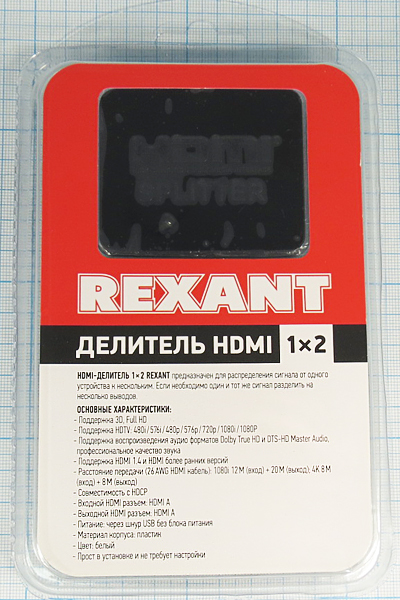 HDMI
SPLITTER
REXANT
ДЕЛИТЕЛЬ HDMI 1×2
HDMI-ДЕЛИТЕЛЬ 1×2 REXANT предназначен для распределения сигнала от одного
устройства к нескольким. Если необходимо один и тот же сигнал разделить на
несколько выводов.
ОСНОВНЫЕ ХАРАКТЕРИСТИКИ:
- Поддержка 3D, Full HD
- Поддержка HDTV: 480i/576i/480p/576p/720p/1080i/1080P
- Поддержка воспроизведения аудио форматов Dolby True HD и DTS-HD Master Audio,
профессиональное качество звука
- Поддержка HDMI 1.4 и HDMI более ранних версий
- Расстояние передачи (26 AWG HDMI кабель): 1080i 12 М (вход) + 20 М (выход); 4K 8 М
(вход) + 8 М (выход)
- Совместимость с HDCP
- Входной HDMI разъем: HDMI A
- Выходной HDMI разъем: HDMI A
- Питание: через шнур USB без блока питания
- Материал корпуса: пластик
- Цвет: белый
- Прост в установке и не требует настройки